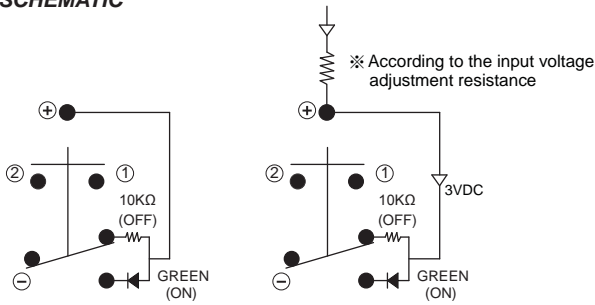 SCHEMATIC
※ According to the input voltage
adjustment resistance
+
②
①
10KΩ
(OFF)
−
GREEN
(ON)
+
②
①
3VDC
10KΩ
(OFF)
−
GREEN
(ON)